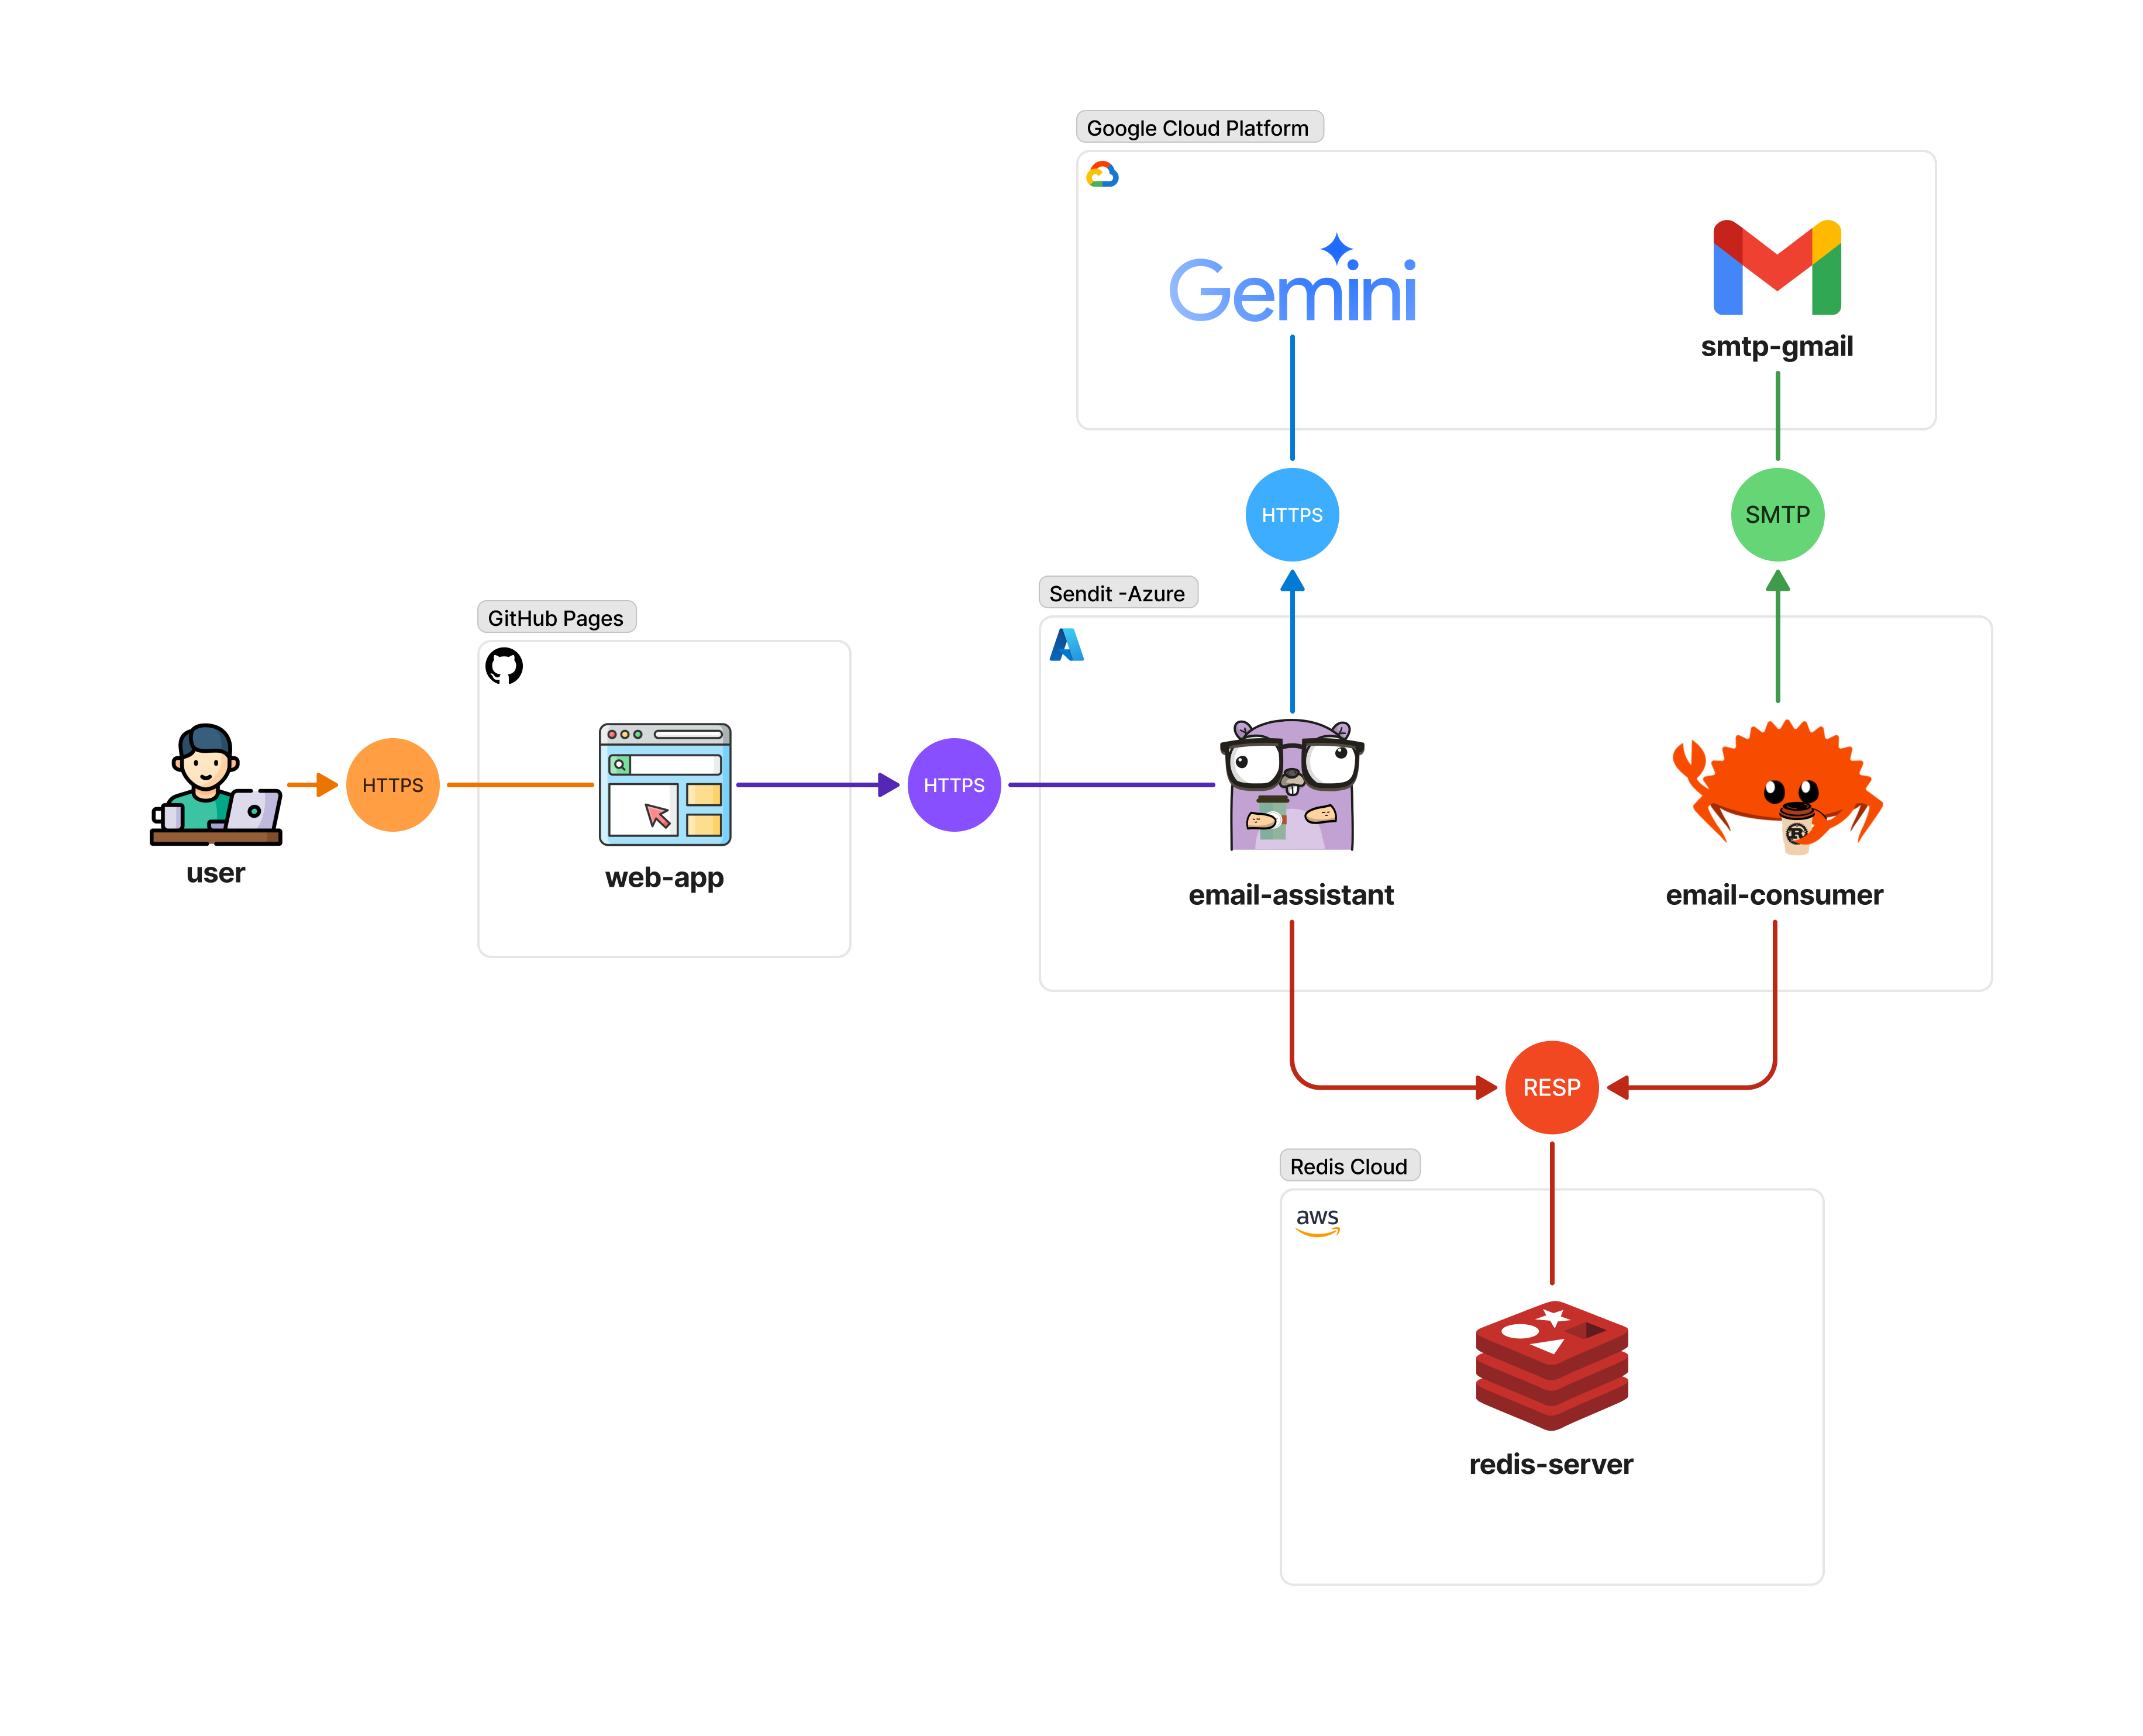 Google Cloud Platform
Gemini
smtp-gmail
HTTPS
SMTP
Sendit -Azure
GitHub Pages
HTTPS
HTTPS
user
web-app
email-assistant
email-consumer
R
RESP
Redis Cloud
aws
redis-server